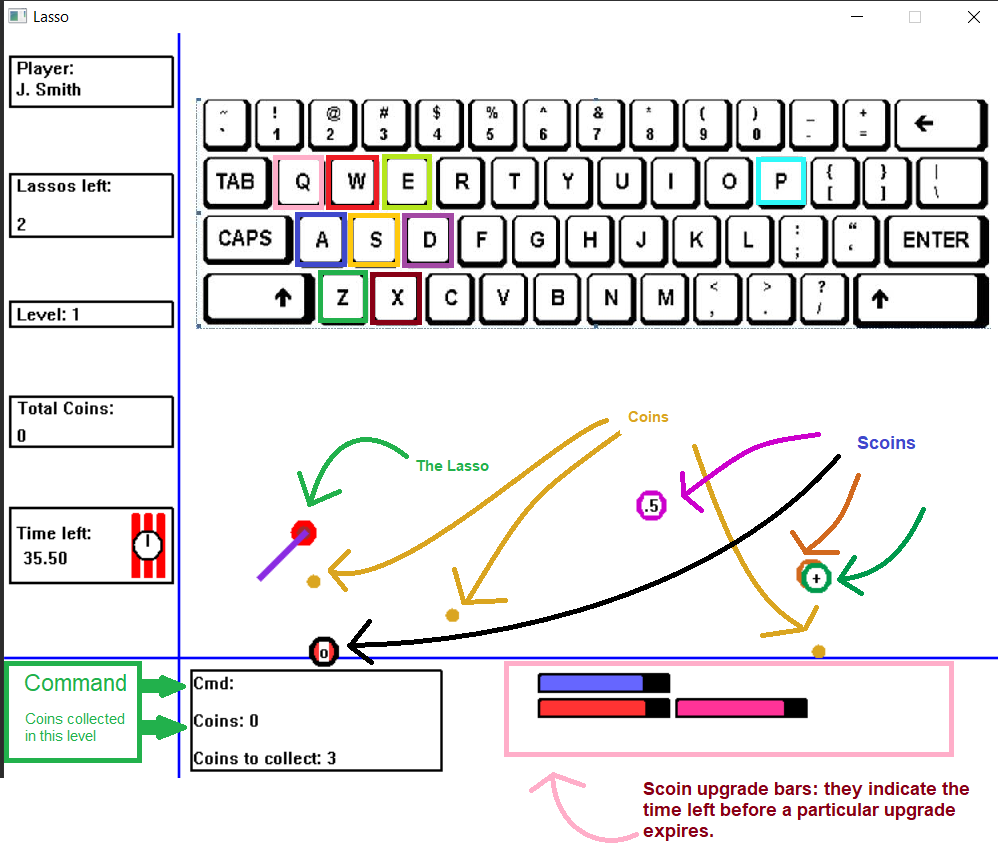 Lasso
Player:
J. Smith
Lassos left:
2
Level: 1
Total Coins:
0
Time left:
35.50
~ ! @ # $ % ^ & * ( ) _ +
` 1 2 3 4 5 6 7 8 9 0 - =
TAB Q W E R T Y U I O P { } |
[ ] \
CAPS A S D F G H J K L : “ ENTER
; ‘
Z X C V B N M < > ?
, . /
Coins
Scoins
The Lasso
.5
+
o
Command
Coins collected
in this level
Cmd:
Coins: 0
Coins to collect: 3
Scoin upgrade bars: they indicate the
time left before a particular upgrade
expires.